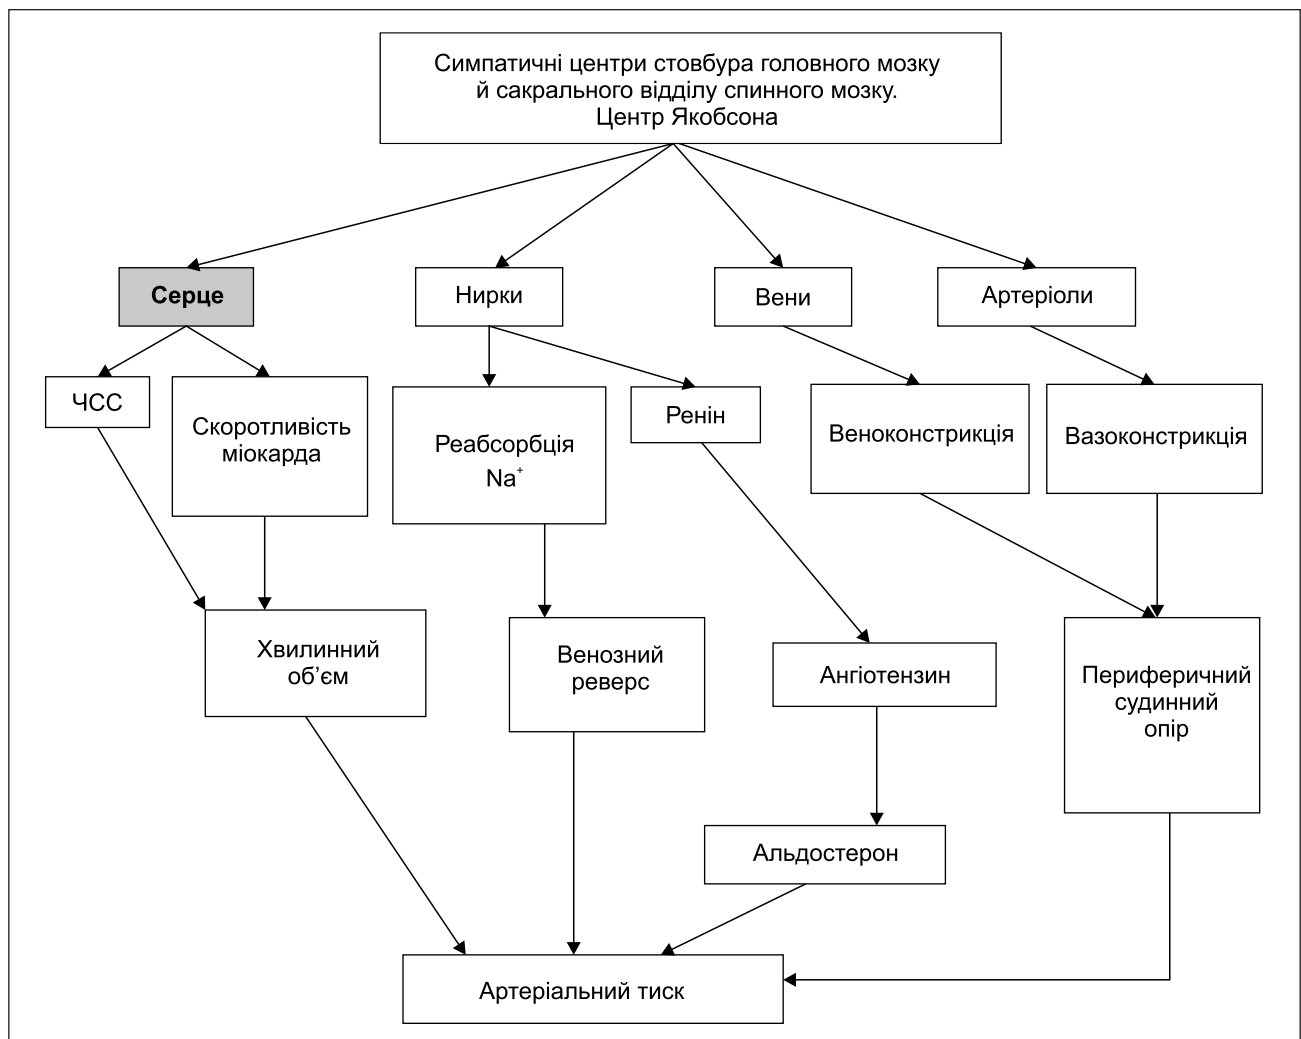 Симпатичні центри стовбура головного мозку
й сакрального відділу спинного мозку.
Центр Якобсона
Серце
Нирки
Вени
Артеріоли
ЧСС
Скоротливість
міокарда
Реабсорбція
Na⁺
Ренін
Веноконстрикція
Вазоконстрикція
Хвилинний
об’єм
Венозний
реверс
Ангіотензин
Периферичний
судинний
опір
Альдостерон
Артеріальний тиск